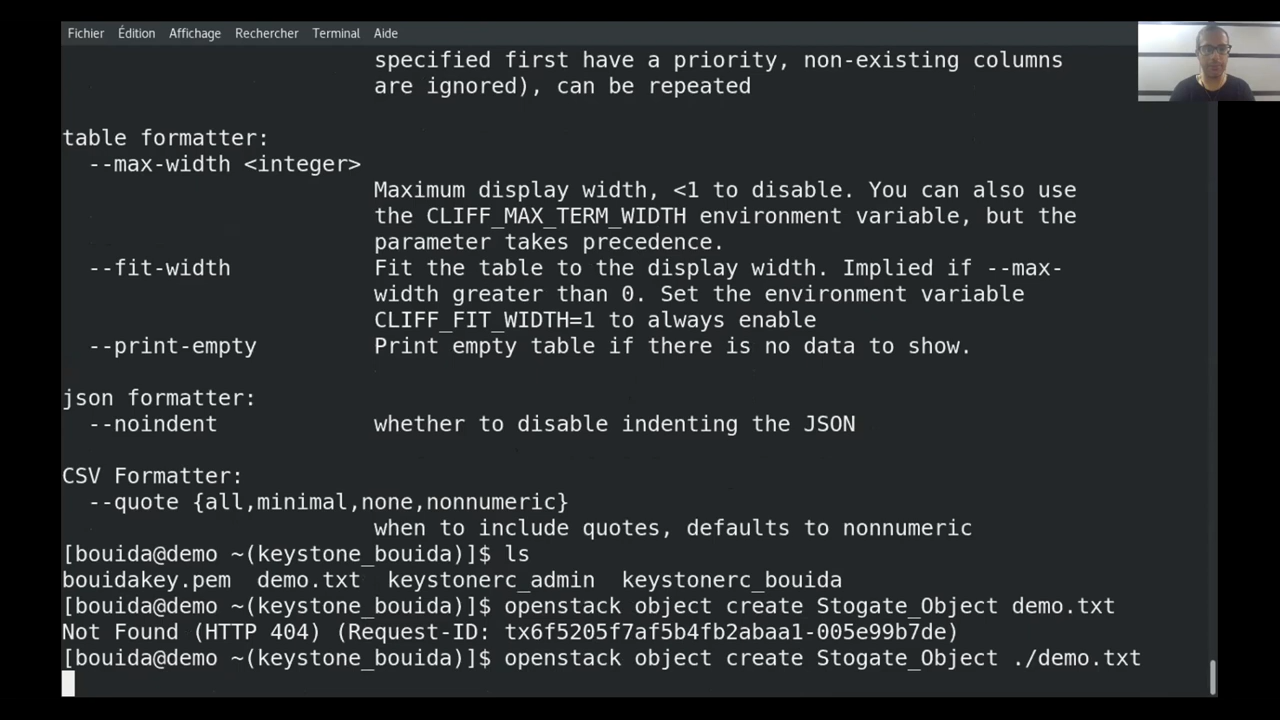 Fichier Édition Affichage Rechercher Terminal Aide
specified first have a priority, non-existing columns
are ignored), can be repeated
table formatter:
--max-width <integer>
Maximum display width, <1 to disable. You can also use
the CLIFF_MAX_TERM_WIDTH environment variable, but the
parameter takes precedence.
--fit-width Fit the table to the display width. Implied if --max-
width greater than 0. Set the environment variable
CLIFF_FIT_WIDTH=1 to always enable
--print-empty Print empty table if there is no data to show.
json formatter:
--noindent whether to disable indenting the JSON
CSV Formatter:
--quote {all,minimal,none,nonnumeric}
when to include quotes, defaults to nonnumeric
[bouida@demo ~(keystone_bouida)]$ ls
bouidakey.pem demo.txt keystonerc_admin keystonerc_bouida
[bouida@demo ~(keystone_bouida)]$ openstack object create Stogate_Object demo.txt
Not Found (HTTP 404) (Request-ID: tx6f5205f7af5b4fb2abaa1-005e99b7de)
[bouida@demo ~(keystone_bouida)]$ openstack object create Stogate_Object ./demo.txt